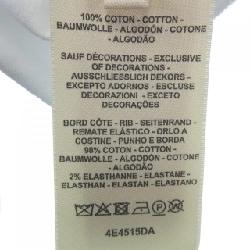 100% COTON - COTTON -
BAUMWOLLE - ALGODÓN - COTONE
- ALGODÃO
SAUF DÉCORATIONS - EXCLUSIVE
OF DECORATIONS -
AUSSCHLIESSLICH DEKORS -
EXCEPTO ADORNOS - ESCLUSE
DECORAZIONI - EXCETO
DECORAÇÕES
BORD CÔTE - RIB - SEITENRAND -
REMATE ELÁSTICO - ORLO A
COSTINE - PUNHO E BORDA
98% COTON - COTTON -
BAUMWOLLE - ALGODÓN - COTONE
- ALGODÃO
2% ELASTHANNE - ELASTANE -
ELASTHAN - ELASTANO - ELASTAN
- ELASTANO
4E4515DA